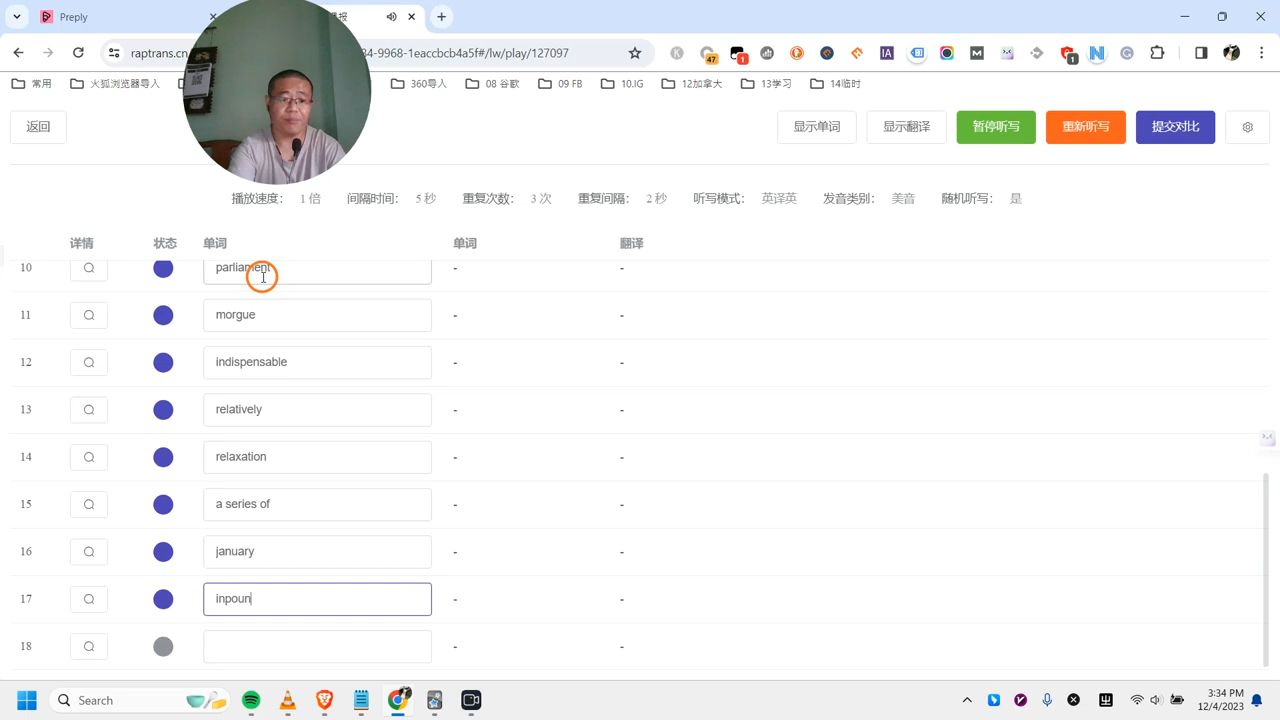 Preply
报
raptrans.cn
34-9968-1eaccbcb4a5f#/lw/play/127097
47
1
IA
M
1
常用
火狐浏览器导入
360导入
08 谷歌
09 FB
10.IG
12加拿大
13学习
14临时
返回
显示单词
显示翻译
暂停听写
重新听写
提交对比
播放速度： 1 倍 间隔时间： 5 秒 重复次数： 3 次 重复间隔： 2 秒 听写模式： 英译英 发音类别： 美音 随机听写： 是
详情 状态 单词 单词 翻译
10 parliament - -
11 morgue - -
12 indispensable - -
13 relatively - -
14 relaxation - -
15 a series of - -
16 january - -
17 inpoun - -
18 - -
Search
3:34 PM
12/4/2023